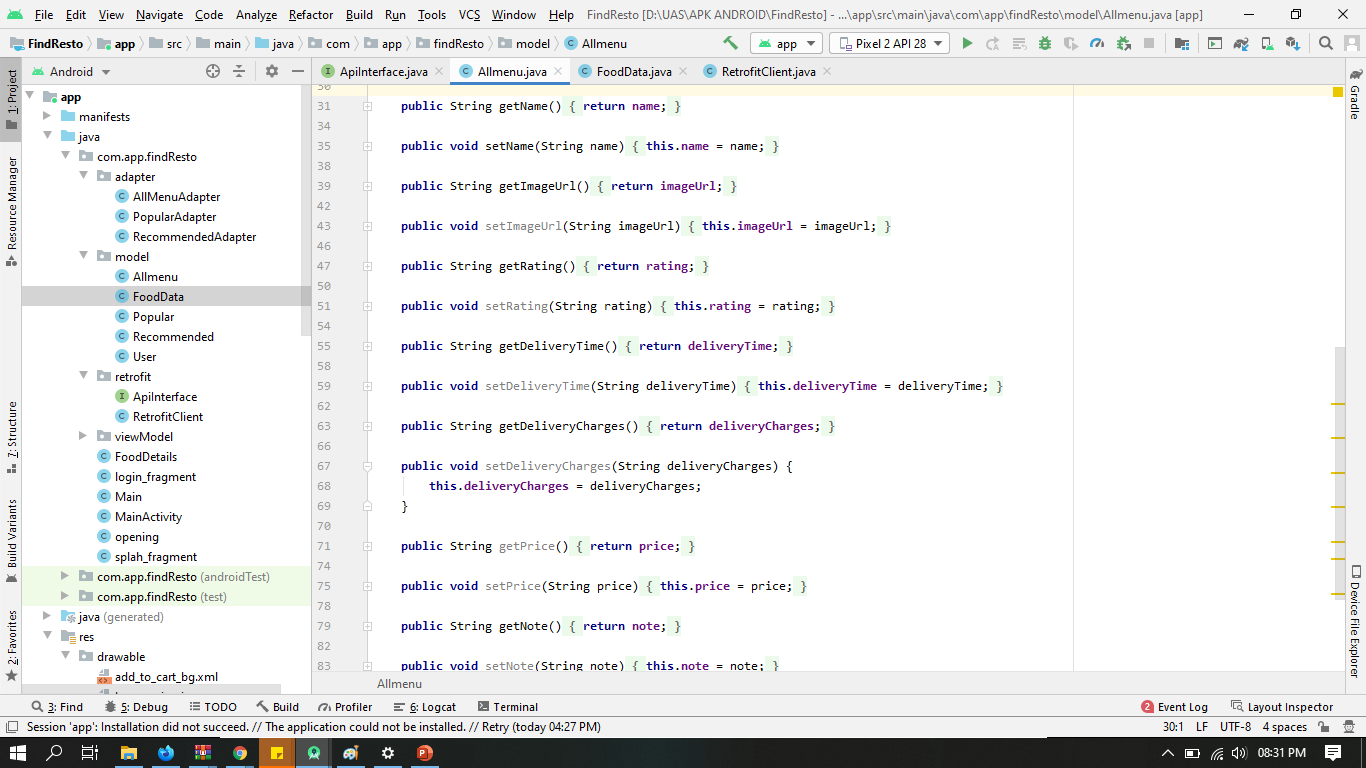 File Edit View Navigate Code Analyze Refactor Build Run Tools VCS Window Help FindResto [D:\UAS\APK ANDROID\FindResto] - ...\app\src\main\java\com\app\findResto\model\Allmenu.java [app]
FindResto app src main java com app findResto model Allmenu app Pixel 2 API 28
Android ApiInterface.java Allmenu.java FoodData.java RetrofitClient.java
1: Project
Resource Manager
Z: Structure
Build Variants
2: Favorites
app
manifests
java
com.app.findResto
adapter
AllMenuAdapter
PopularAdapter
RecommendedAdapter
model
Allmenu
FoodData
Popular
Recommended
User
retrofit
ApiInterface
RetrofitClient
viewModel
FoodDetails
login_fragment
Main
MainActivity
opening
splah_fragment
com.app.findResto (androidTest)
com.app.findResto (test)
java (generated)
res
drawable
add_to_cart_bg.xml
30
31 public String getName() { return name; }
34
35 public void setName(String name) { this.name = name; }
38
39 public String getImageUrl() { return imageUrl; }
42
43 public void setImageUrl(String imageUrl) { this.imageUrl = imageUrl; }
46
47 public String getRating() { return rating; }
50
51 public void setRating(String rating) { this.rating = rating; }
54
55 public String getDeliveryTime() { return deliveryTime; }
58
59 public void setDeliveryTime(String deliveryTime) { this.deliveryTime = deliveryTime; }
62
63 public String getDeliveryCharges() { return deliveryCharges; }
66
67 public void setDeliveryCharges(String deliveryCharges) {
68 this.deliveryCharges = deliveryCharges;
69 }
70
71 public String getPrice() { return price; }
74
75 public void setPrice(String price) { this.price = price; }
78
79 public String getNote() { return note; }
82
83 public void setNote(String note) { this.note = note; }
Allmenu
Gradle
Device File Explorer
3: Find 5: Debug TODO Build Profiler 6: Logcat Terminal 2 Event Log Layout Inspector
Session 'app': Installation did not succeed. // The application could not be installed. // Retry (today 04:27 PM) 30:1 LF UTF-8 4 spaces
08:31 PM